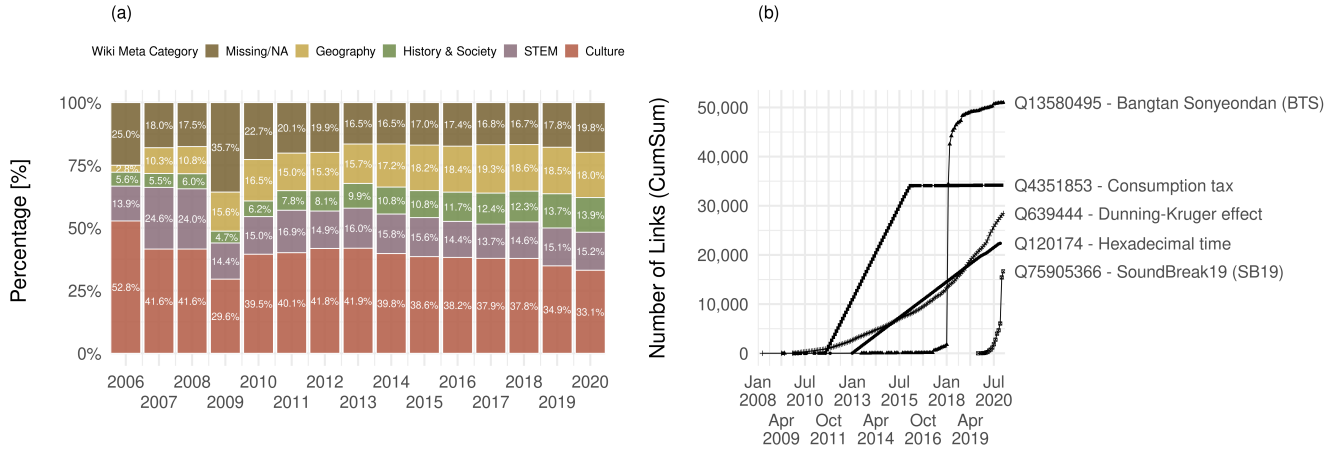 (a)
Wiki Meta Category Missing/NA Geography History & Society STEM Culture
Percentage [%]
100%
75%
50%
25%
0%
25.0% 18.0% 17.5% 35.7% 22.7% 20.1% 19.9% 16.5% 16.5% 17.0% 17.4% 16.8% 16.7% 17.8% 19.8%
2.8% 10.3% 10.8% 15.6% 16.5% 15.0% 15.3% 15.7% 17.2% 18.2% 18.4% 19.3% 18.6% 18.5% 18.0%
5.6% 5.5% 6.0% 4.7% 6.2% 7.8% 8.1% 9.9% 10.8% 10.8% 11.7% 12.4% 12.3% 13.7% 13.9%
13.9% 24.6% 24.0% 14.4% 15.0% 16.9% 14.9% 16.0% 15.8% 15.6% 14.4% 13.7% 14.6% 15.1% 15.2%
52.8% 41.6% 41.6% 29.6% 39.5% 40.1% 41.8% 41.9% 39.8% 38.6% 38.2% 37.9% 37.8% 34.9% 33.1%
2006 2008 2010 2012 2014 2016 2018 2020
2007 2009 2011 2013 2015 2017 2019
(b)
Number of Links (CumSum)
50,000
40,000
30,000
20,000
10,000
0
Q13580495 - Bangtan Sonyeondan (BTS)
Q4351853 - Consumption tax
Q639444 - Dunning-Kruger effect
Q120174 - Hexadecimal time
Q75905366 - SoundBreak19 (SB19)
Jan Jul Jan Jul Jan Jul
2008 2010 2013 2015 2018 2020
Apr Oct Apr Oct Apr
2009 2011 2014 2016 2019